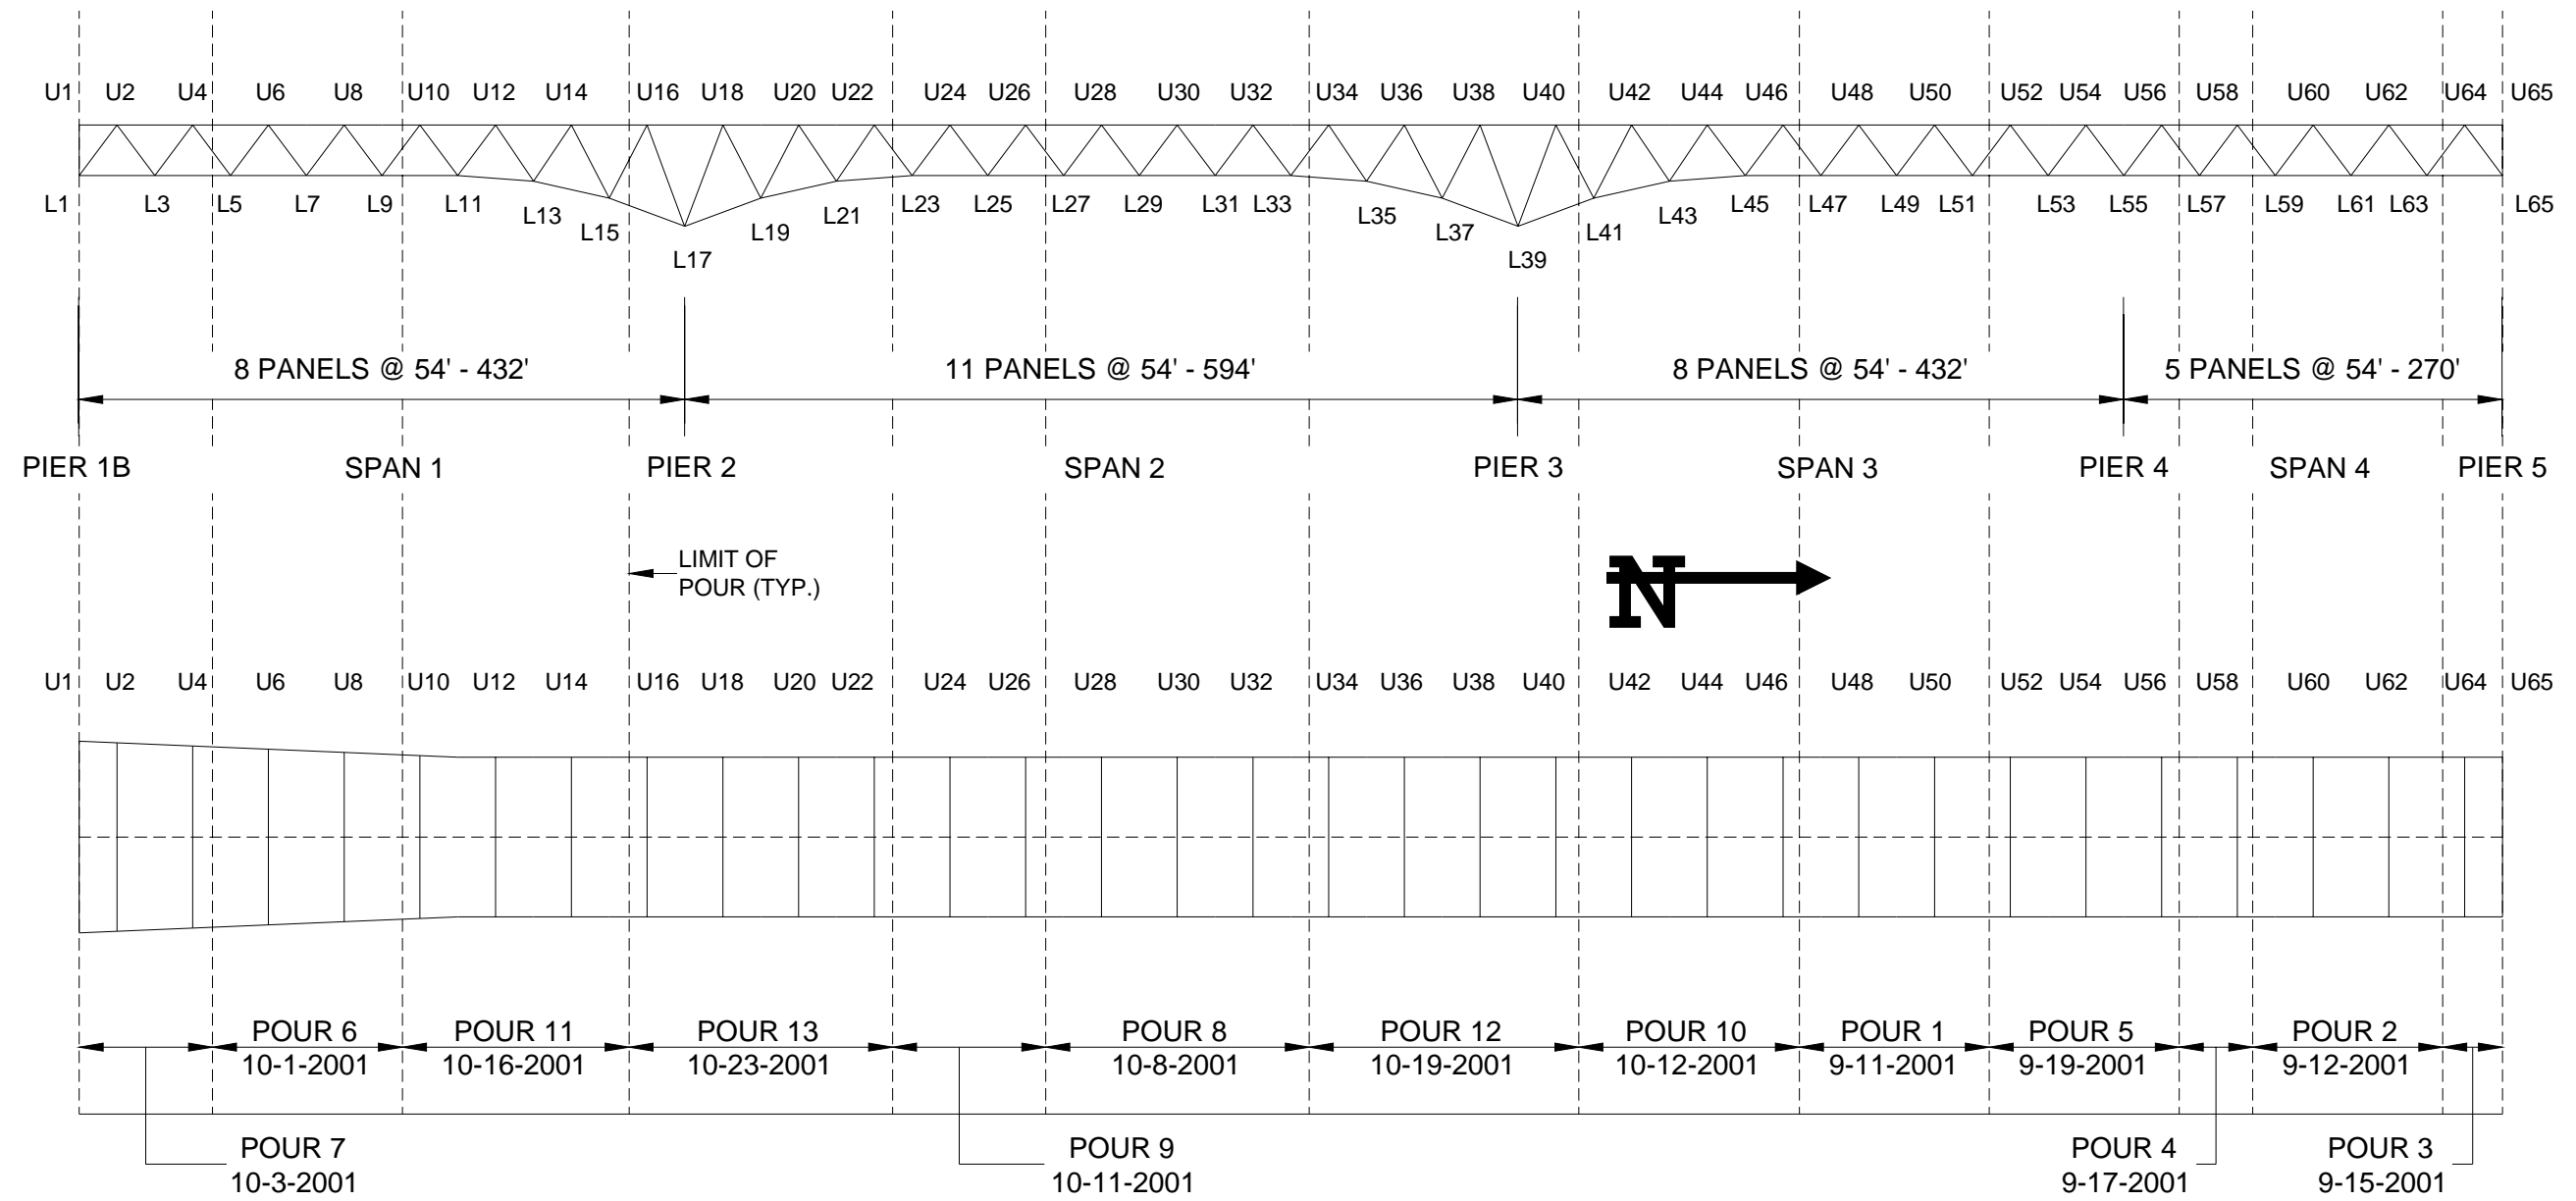 U1 U2 U4 U6 U8 U10 U12 U14 U16 U18 U20 U22 U24 U26 U28 U30 U32 U34 U36 U38 U40 U42 U44 U46 U48 U50 U52 U54 U56 U58 U60 U62 U64 U65
L1 L3 L5 L7 L9 L11 L13 L15 L17 L19 L21 L23 L25 L27 L29 L31 L33 L35 L37 L39 L41 L43 L45 L47 L49 L51 L53 L55 L57 L59 L61 L63 L65
8 PANELS @ 54' - 432' 11 PANELS @ 54' - 594' 8 PANELS @ 54' - 432' 5 PANELS @ 54' - 270'
PIER 1B SPAN 1 PIER 2 SPAN 2 PIER 3 SPAN 3 PIER 4 SPAN 4 PIER 5
LIMIT OF
POUR (TYP.)
N
U1 U2 U4 U6 U8 U10 U12 U14 U16 U18 U20 U22 U24 U26 U28 U30 U32 U34 U36 U38 U40 U42 U44 U46 U48 U50 U52 U54 U56 U58 U60 U62 U64 U65
POUR 6 POUR 11 POUR 13 POUR 8 POUR 12 POUR 10 POUR 1 POUR 5 POUR 2
10-1-2001 10-16-2001 10-23-2001 10-8-2001 10-19-2001 10-12-2001 9-11-2001 9-19-2001 9-12-2001
POUR 7 POUR 9 POUR 4 POUR 3
10-3-2001 10-11-2001 9-17-2001 9-15-2001